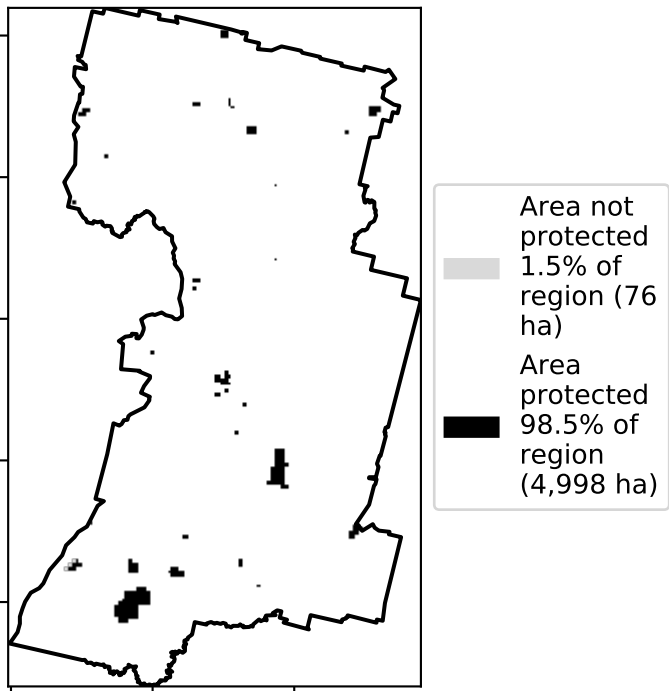 Area not
protected
1.5% of
region (76
ha)
Area
protected
98.5% of
region
(4,998 ha)